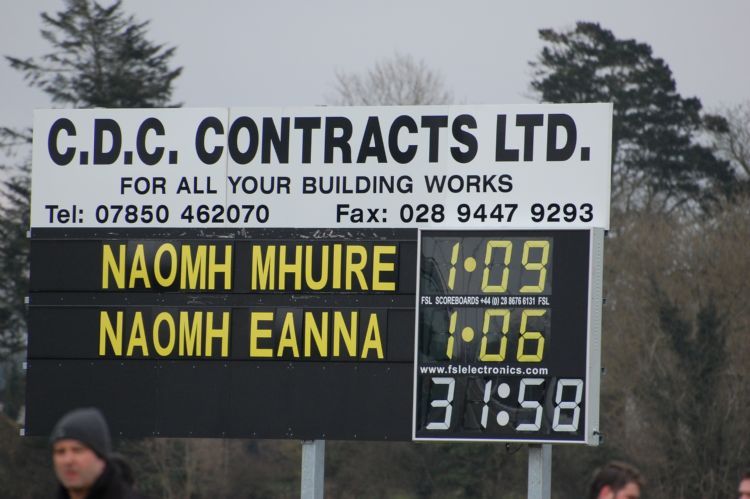 C.D.C. CONTRACTS LTD.
FOR ALL YOUR BUILDING WORKS
Tel: 07850 462070 Fax: 028 9447 9293
NAOMH MHUIRE 1•09
FSL SCOREBOARDS +44 (0) 28 8676 6131 FSL
NAOMH EANNA 1•06
www.fslelectronics.com
31:58